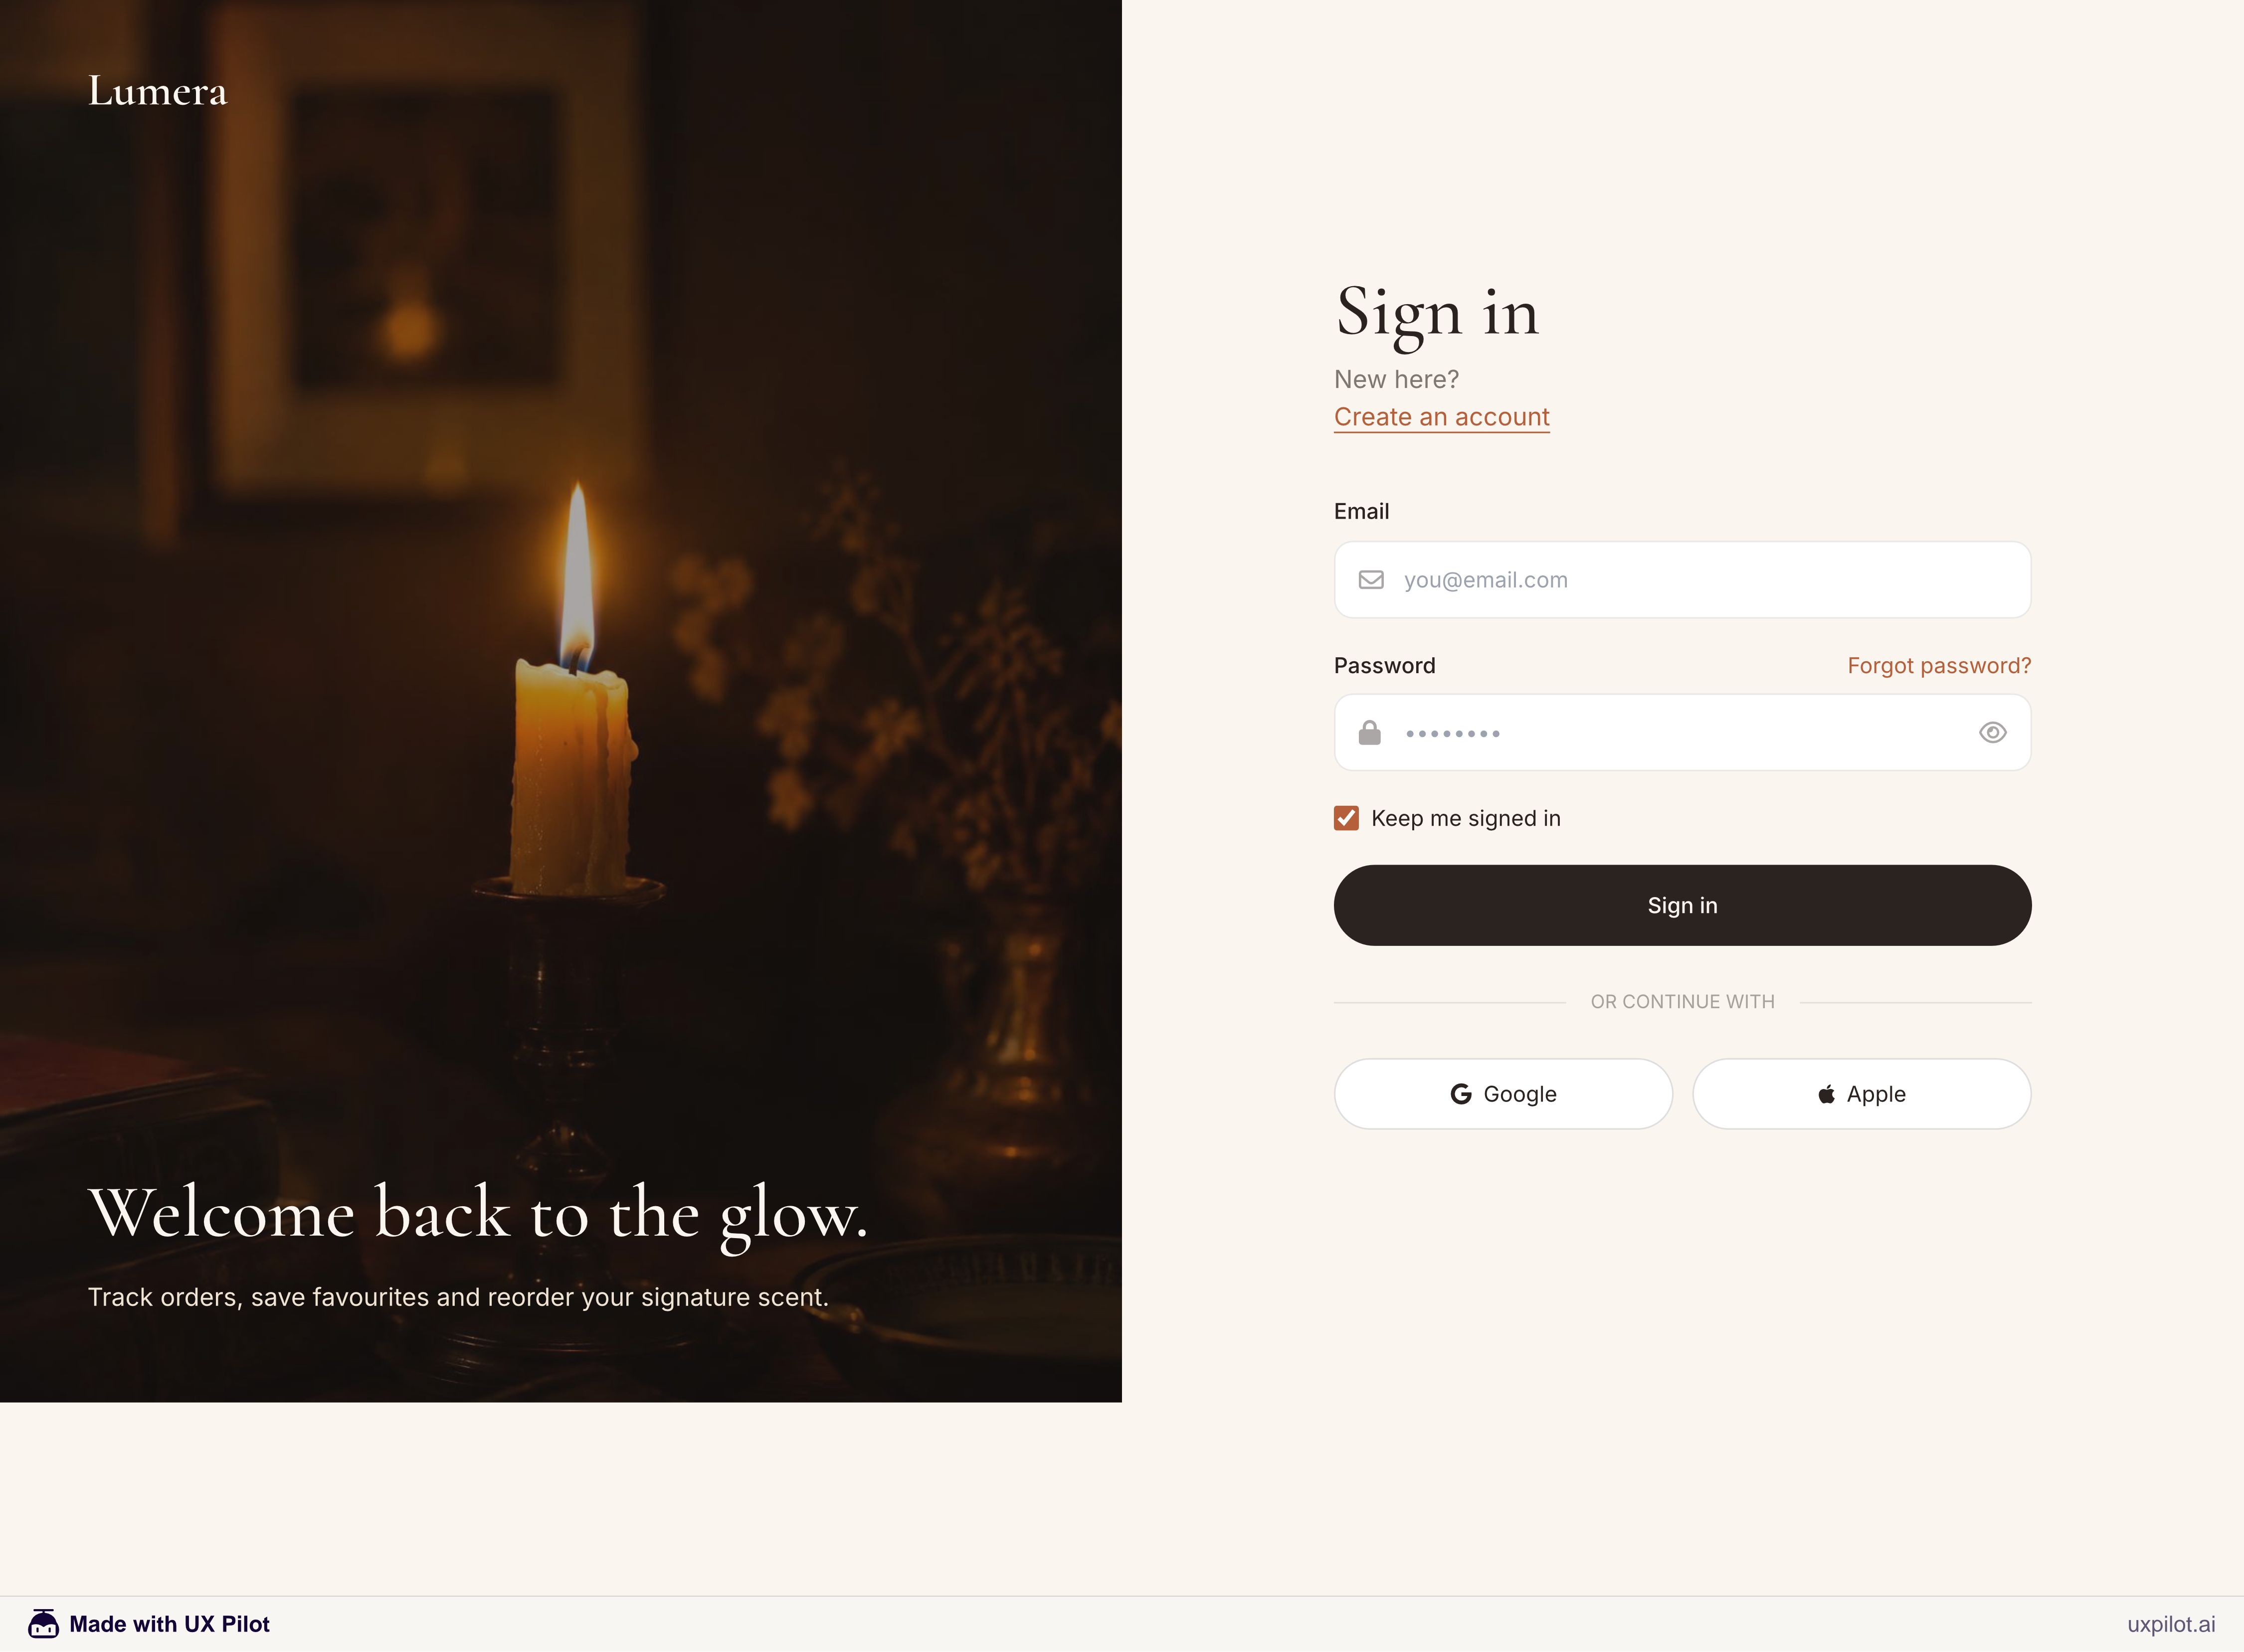 Lumera
Welcome back to the glow.
Track orders, save favourites and reorder your signature scent.
Sign in
New here?
Create an account
Email
you@email.com
Password
Forgot password?
••••••••
Keep me signed in
Sign in
OR CONTINUE WITH
Google
Apple
Made with UX Pilot
uxpilot.ai